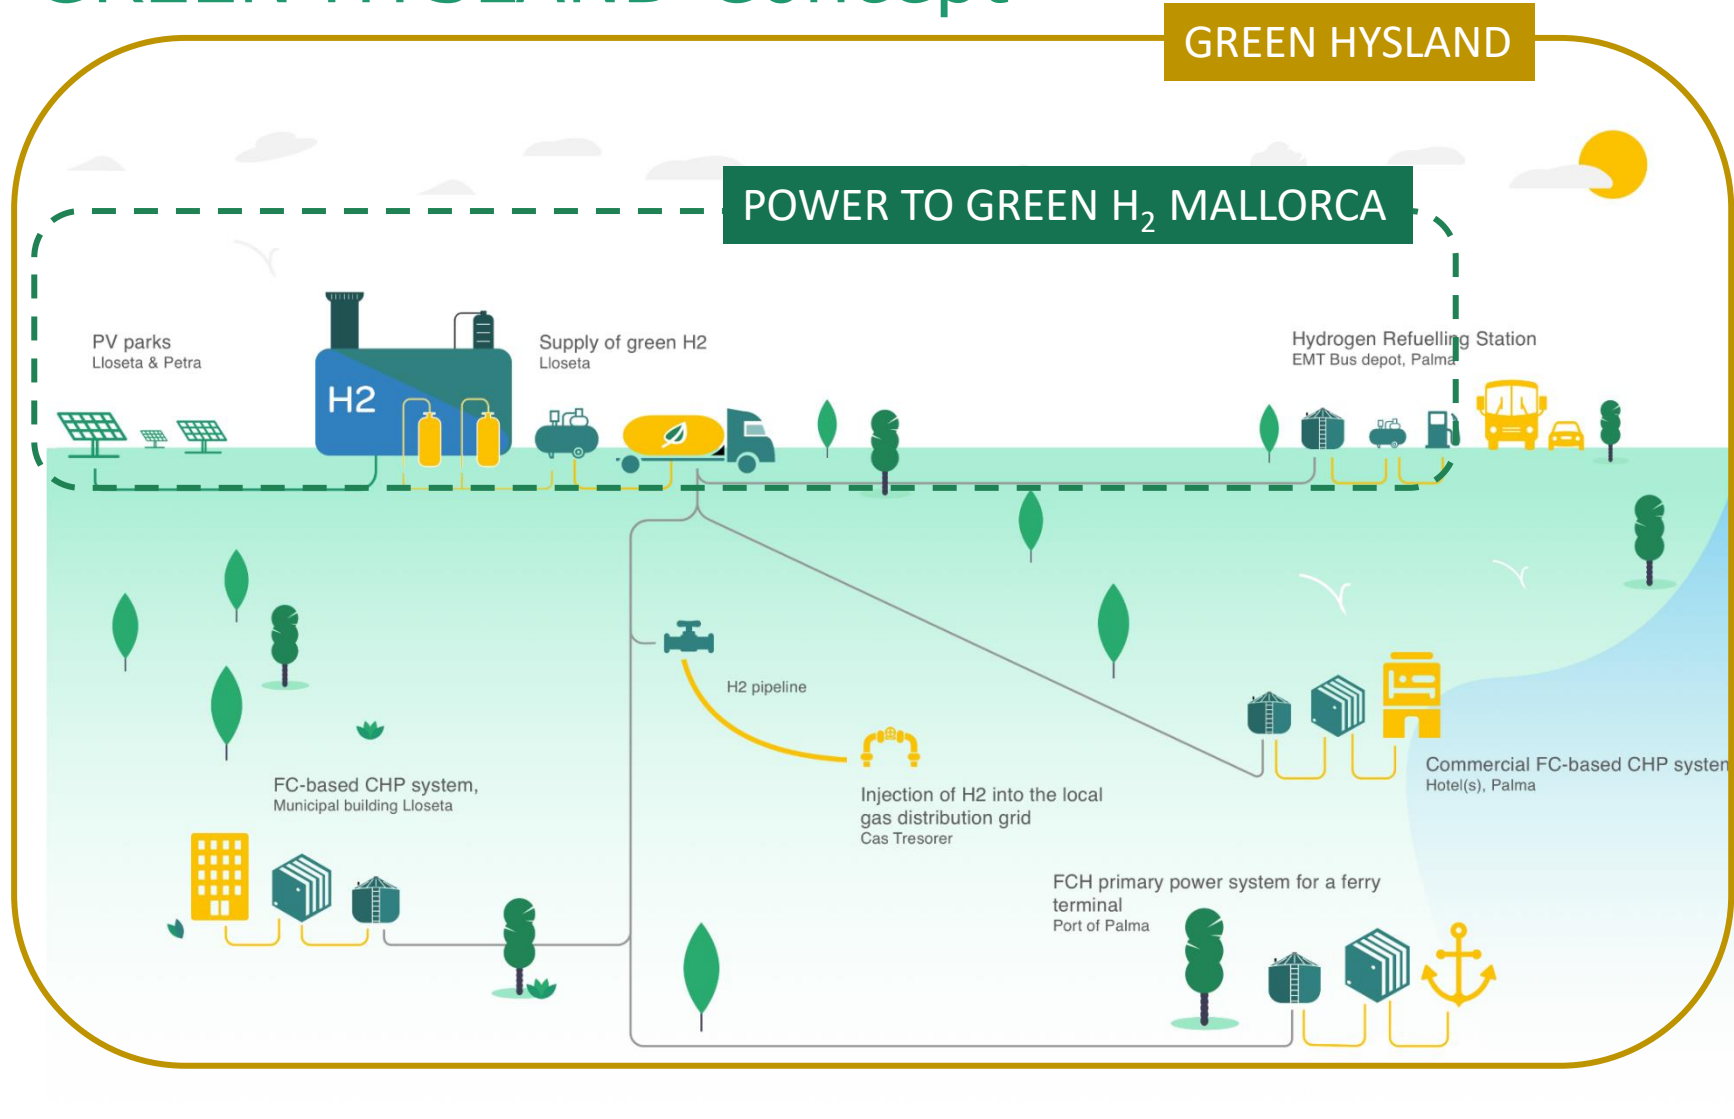 GREEN HYSLAND Concept
GREEN HYSLAND
POWER TO GREEN H₂ MALLORCA
PV parks
Lloseta & Petra
H2
Supply of green H2
Lloseta
Hydrogen Refuelling Station
EMT Bus depot, Palma
H2 pipeline
Injection of H2 into the local
gas distribution grid
Cas Tresorer
Commercial FC-based CHP system
Hotel(s), Palma
FC-based CHP system,
Municipal building Lloseta
FCH primary power system for a ferry
terminal
Port of Palma